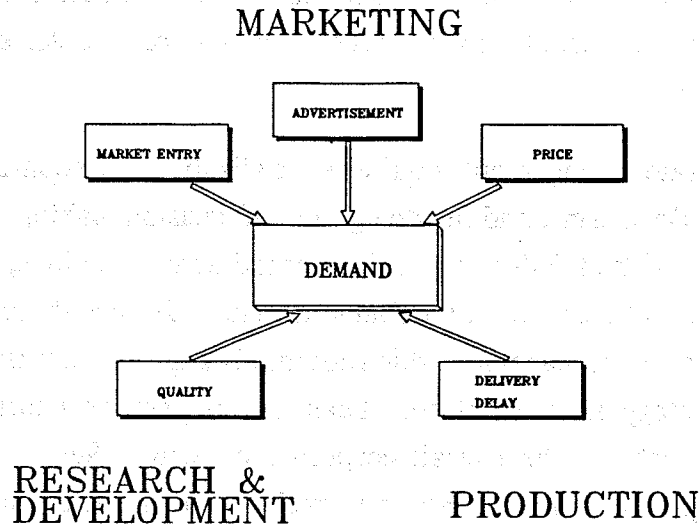 MARKETING
ADVERTISEMENT
MARKET ENTRY
PRICE
DEMAND
QUALITY
DELIVERY
DELAY
RESEARCH &
DEVELOPMENT
PRODUCTION